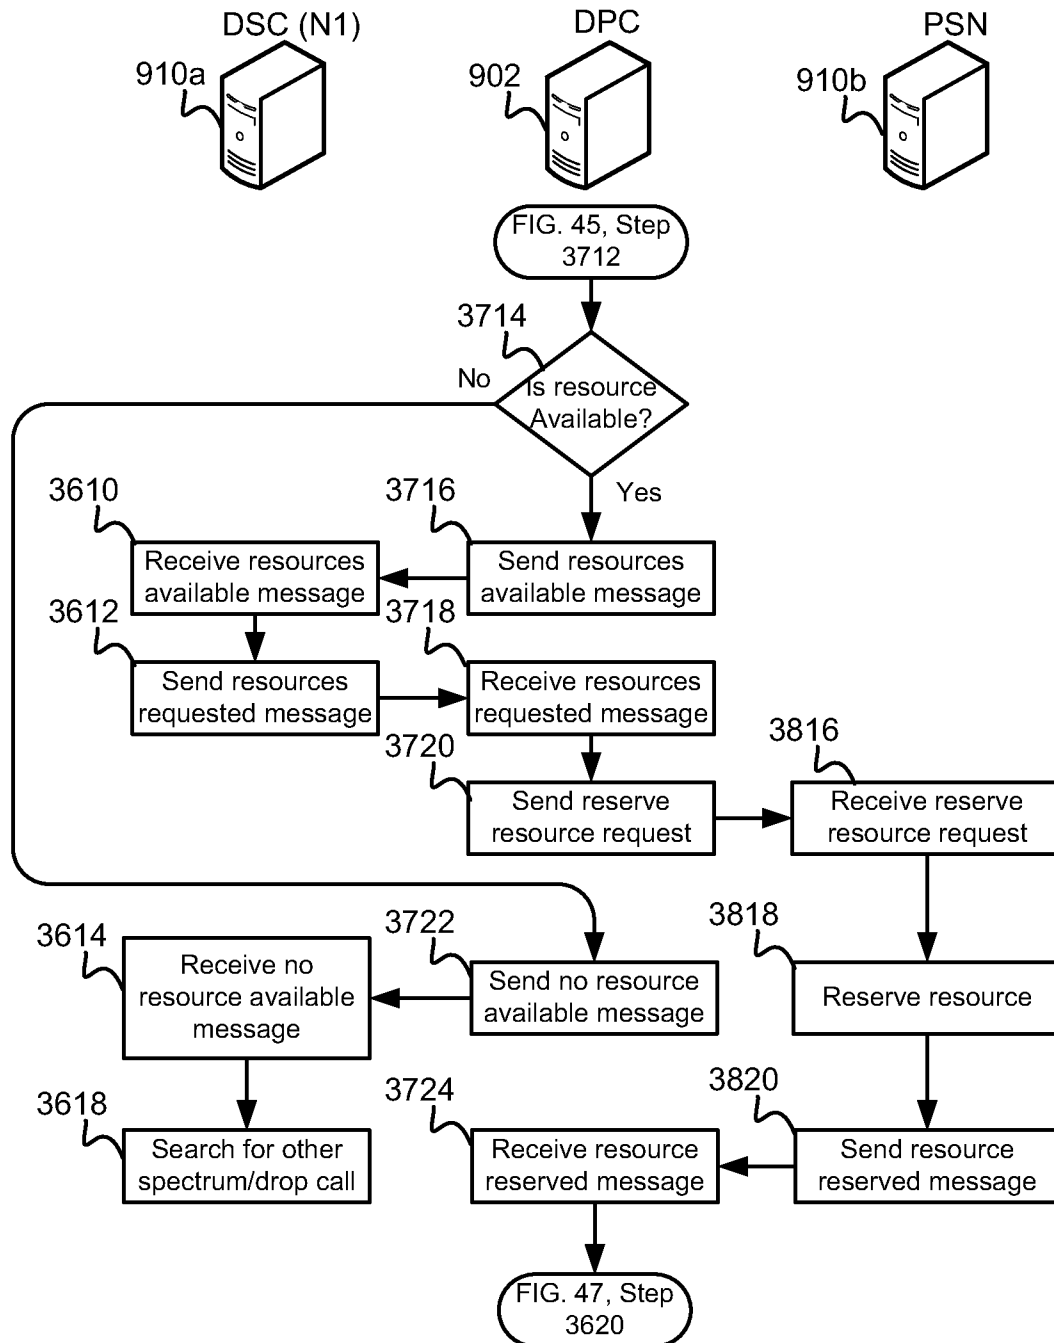 DSC (N1)
DPC
PSN
910a
902
910b
FIG. 45, Step
3712
3714
No
Is resource
Available?
Yes
3610
3716
Receive resources
available message
Send resources
available message
3612
3718
Send resources
requested message
Receive resources
requested message
3720
3816
Send reserve
resource request
Receive reserve
resource request
3614
3722
3818
Receive no
resource available
message
Send no resource
available message
Reserve resource
3618
3724
3820
Search for other
spectrum/drop call
Receive resource
reserved message
Send resource
reserved message
FIG. 47, Step
3620